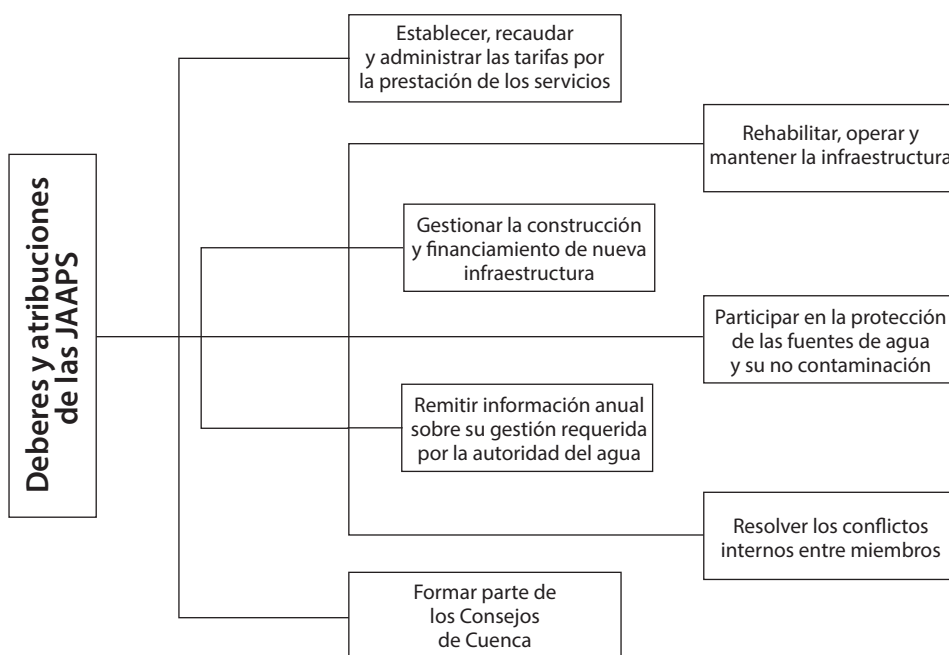 Deberes y atribuciones
de las JAAPS
Establecer, recaudar
y administrar las tarifas por
la prestación de los servicios
Rehabilitar, operar y
mantener la infraestructura
Gestionar la construcción
y financiamiento de nueva
infraestructura
Participar en la protección
de las fuentes de agua
y su no contaminación
Remitir información anual
sobre su gestión requerida
por la autoridad del agua
Resolver los conflictos
internos entre miembros
Formar parte de
los Consejos
de Cuenca